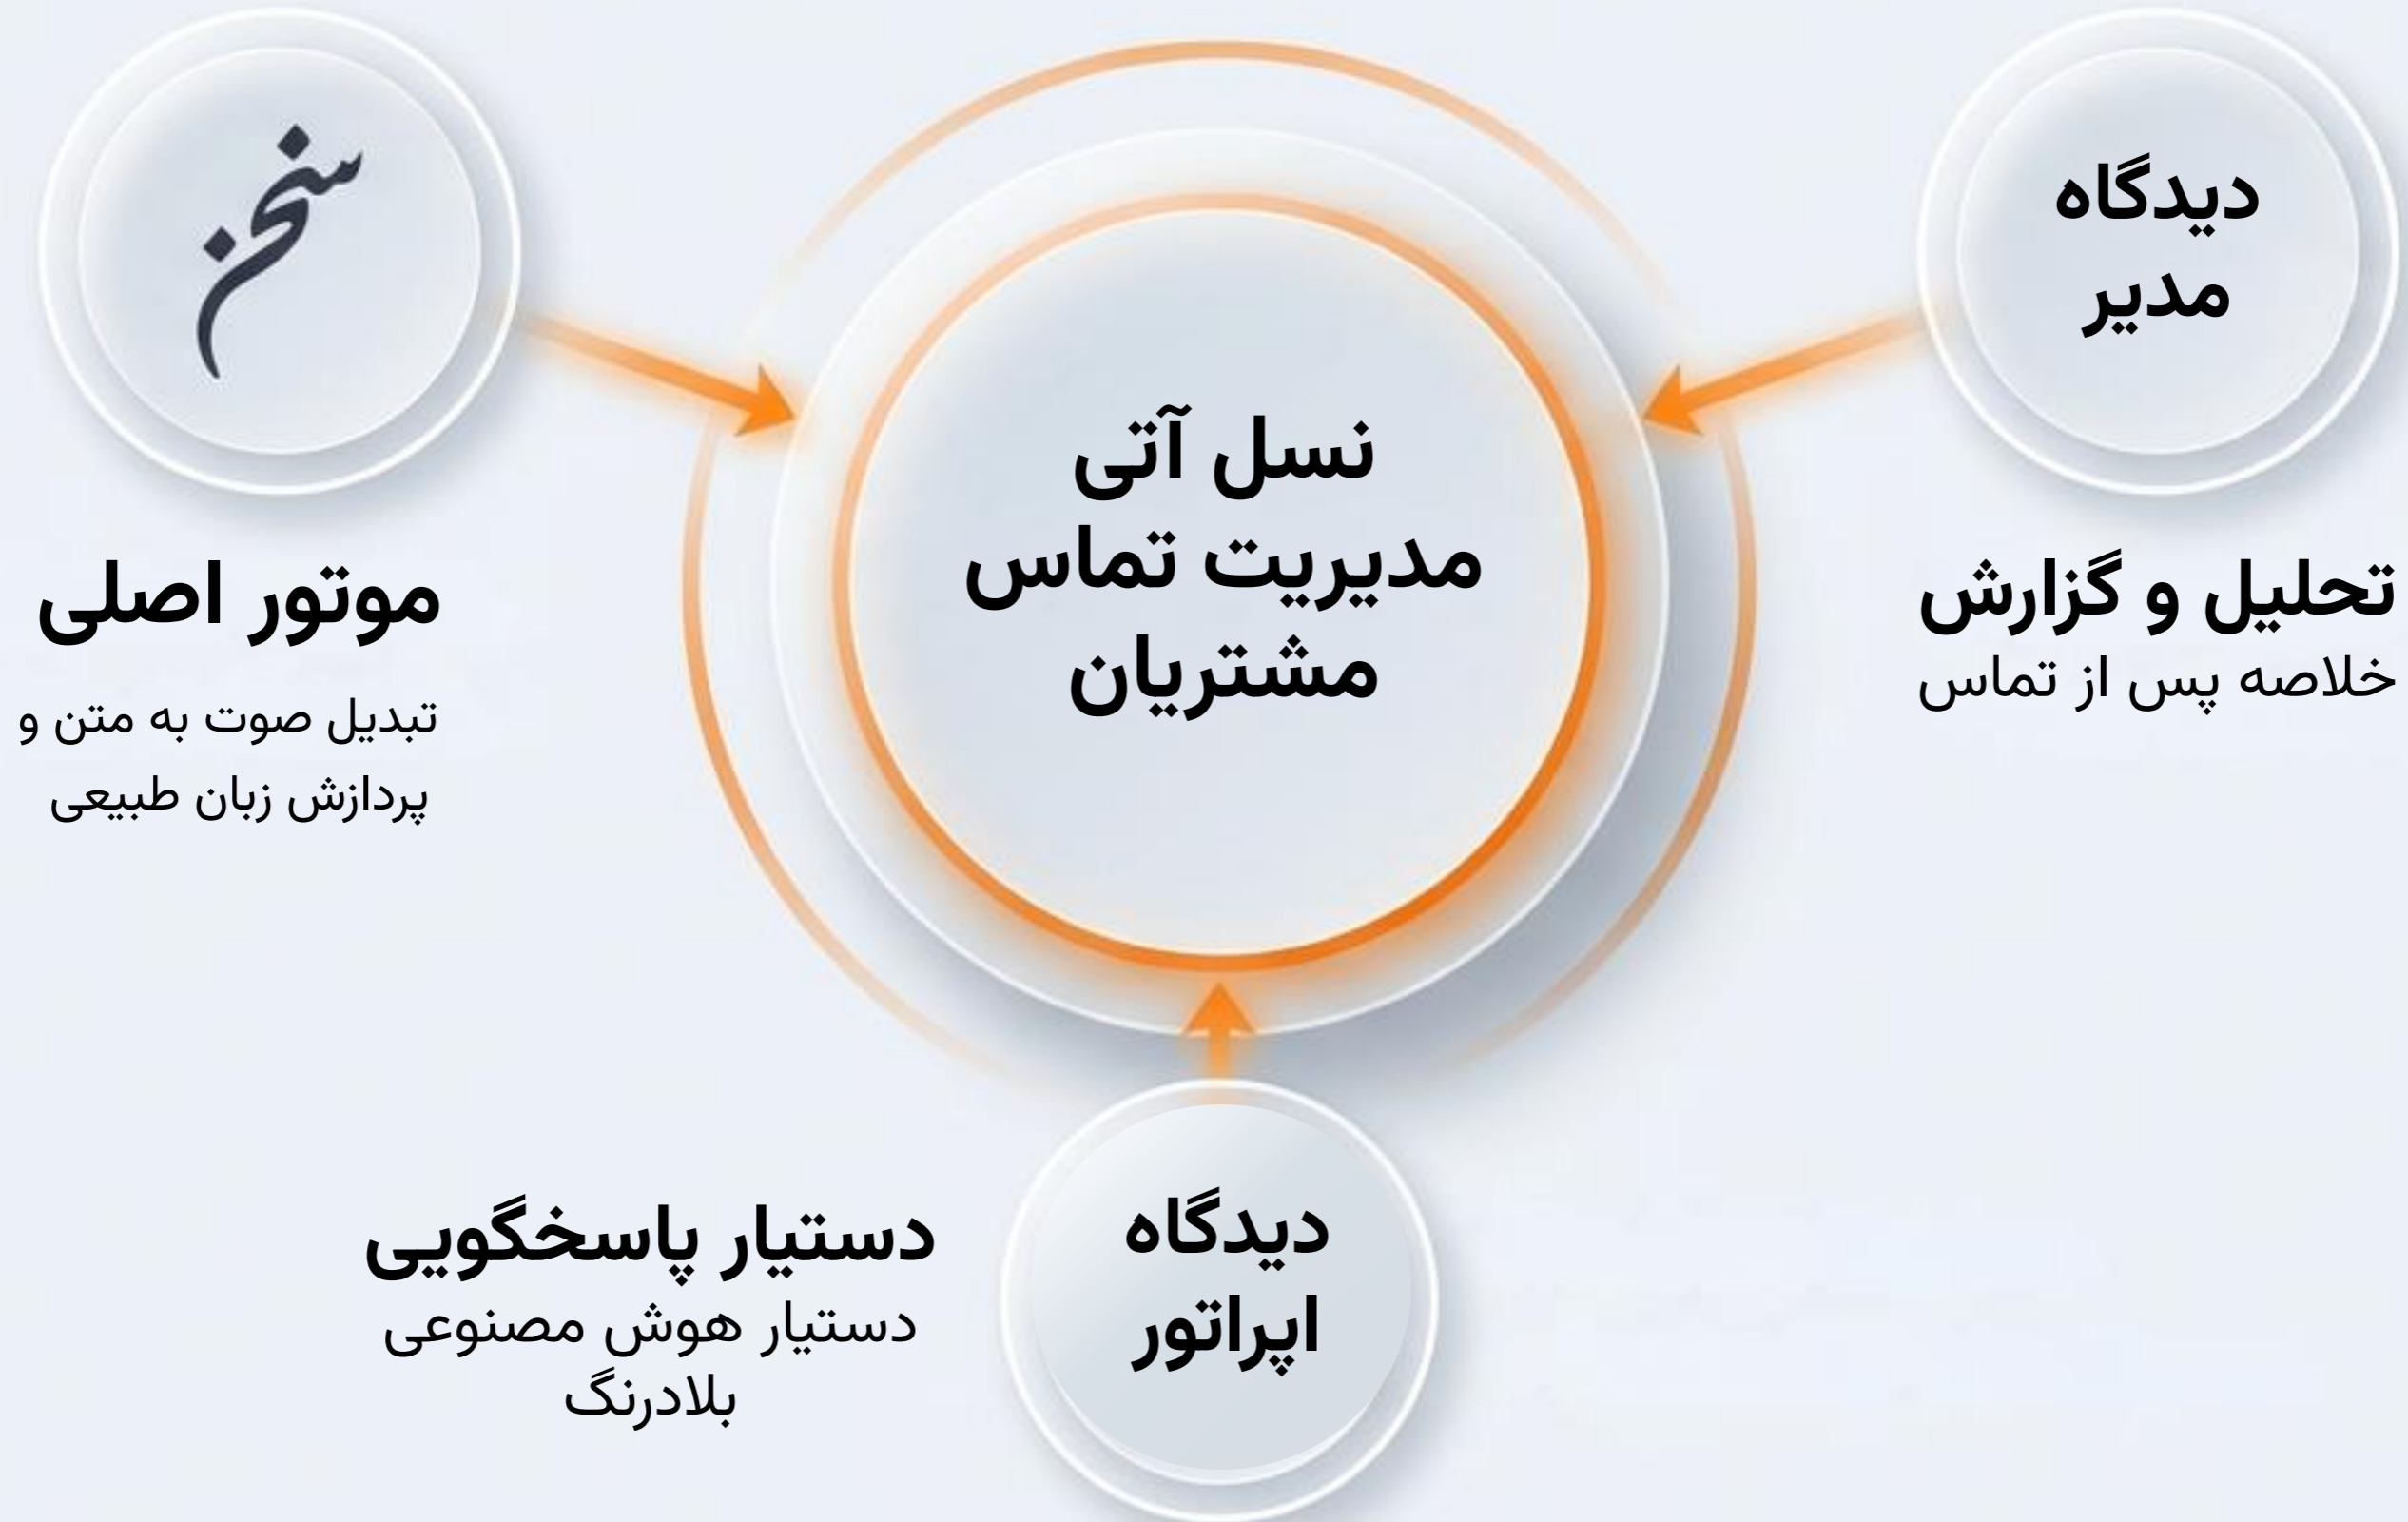 دیدگاه
مدیر
تحلیل و گزارش
خلاصه پس از تماس
نسل آتی
مدیریت تماس
مشتریان
سخن
موتور اصلی
تبدیل صوت به متن و
پردازش زبان طبیعی
دیدگاه
اپراتور
دستیار پاسخگویی
دستیار هوش مصنوعی
بلادرنگ